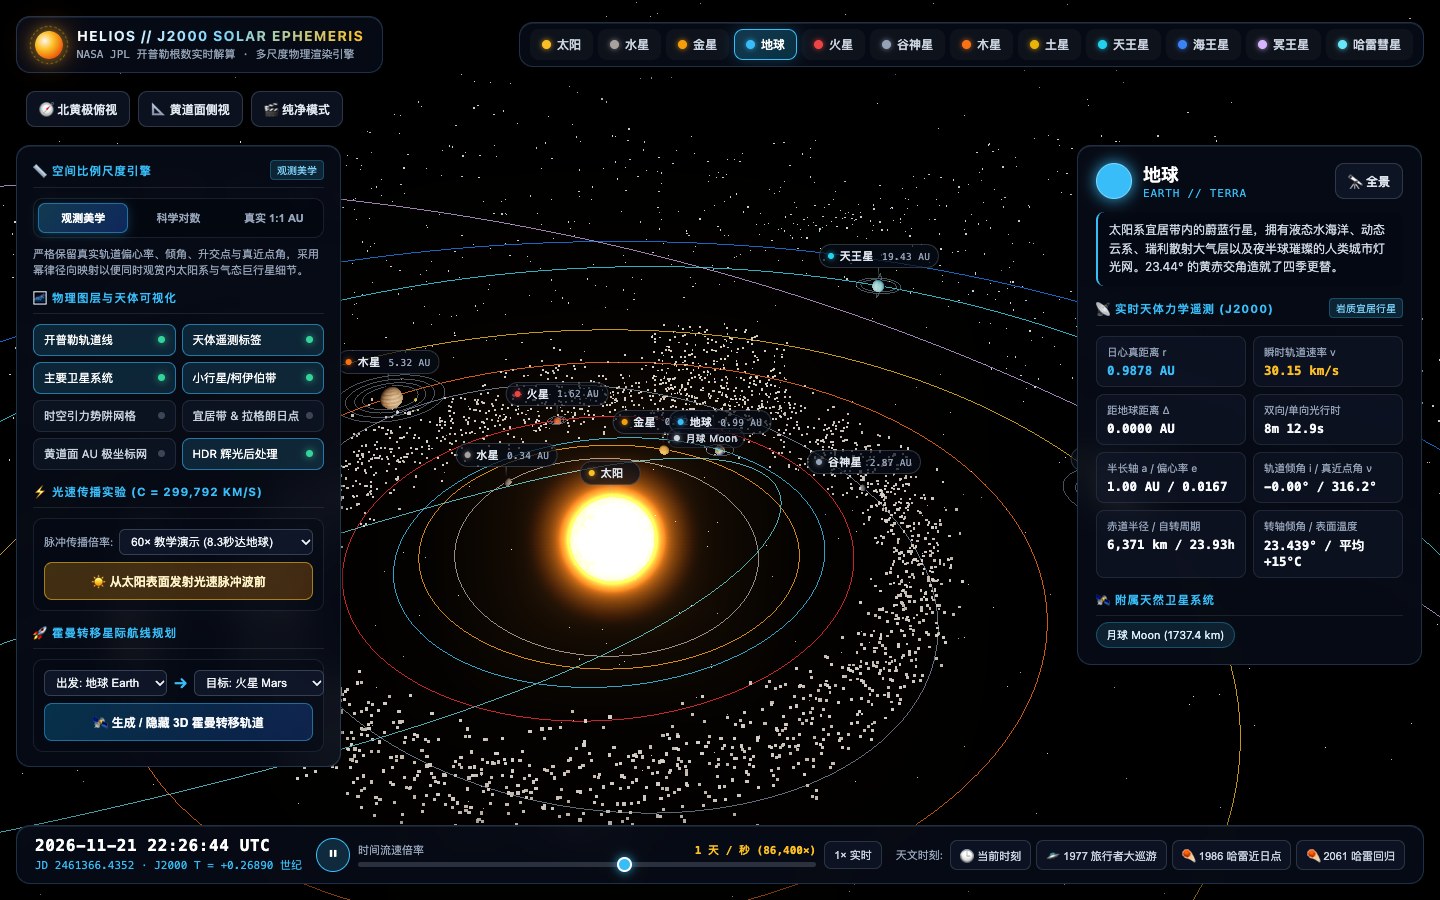 HELIOS // J2000 SOLAR EPHEMERIS
NASA JPL 开普勒根数实时解算 · 多尺度物理渲染引擎
太阳
水星
金星
地球
火星
谷神星
木星
土星
天王星
海王星
冥王星
哈雷彗星
北黄极俯视
黄道面侧视
纯净模式
空间比例尺度引擎
观测美学
观测美学
科学对数
真实 1:1 AU
严格保留真实轨道偏心率、倾角、升交点与真近点角，采用
幂律径向映射以便同时观赏内太阳系与气态巨行星细节。
物理图层与天体可视化
开普勒轨道线
天体遥测标签
主要卫星系统
小行星/柯伊伯带
时空引力势阱网格
宜居带 & 拉格朗日点
黄道面 AU 极坐标网
HDR 辉光后处理
光速传播实验 (C = 299,792 KM/S)
脉冲传播倍率:
60× 教学演示 (8.3秒达地球)
从太阳表面发射光速脉冲波前
霍曼转移星际航线规划
出发: 地球 Earth
→
目标: 火星 Mars
生成 / 隐藏 3D 霍曼转移轨道
天王星 19.43 AU
木星 5.32 AU
火星 1.62 AU
金星
地球 0.99 AU
月球 Moon
水星 0.34 AU
谷神星 2.87 AU
太阳
地球
EARTH // TERRA
全景
太阳系宜居带内的蔚蓝行星，拥有液态水海洋、动态
云系、瑞利散射大气层以及夜半球璀璨的人类城市灯
光网。23.44° 的黄赤交角造就了四季更替。
实时天体力学遥测 (J2000)
岩质宜居行星
日心真距离 r
0.9878 AU
瞬时轨道速率 v
30.15 km/s
距地球距离 Δ
0.0000 AU
双向/单向光行时
8m 12.9s
半长轴 a / 偏心率 e
1.00 AU / 0.0167
轨道倾角 i / 真近点角 ν
-0.00° / 316.2°
赤道半径 / 自转周期
6,371 km / 23.93h
转轴倾角 / 表面温度
23.439° / 平均
+15°C
附属天然卫星系统
月球 Moon (1737.4 km)
2026-11-21 22:26:44 UTC
JD 2461366.4352 · J2000 T = +0.26890 世纪
时间流速倍率
1 天 / 秒 (86,400×)
1× 实时
天文时刻:
当前时刻
1977 旅行者大巡游
1986 哈雷近日点
2061 哈雷回归